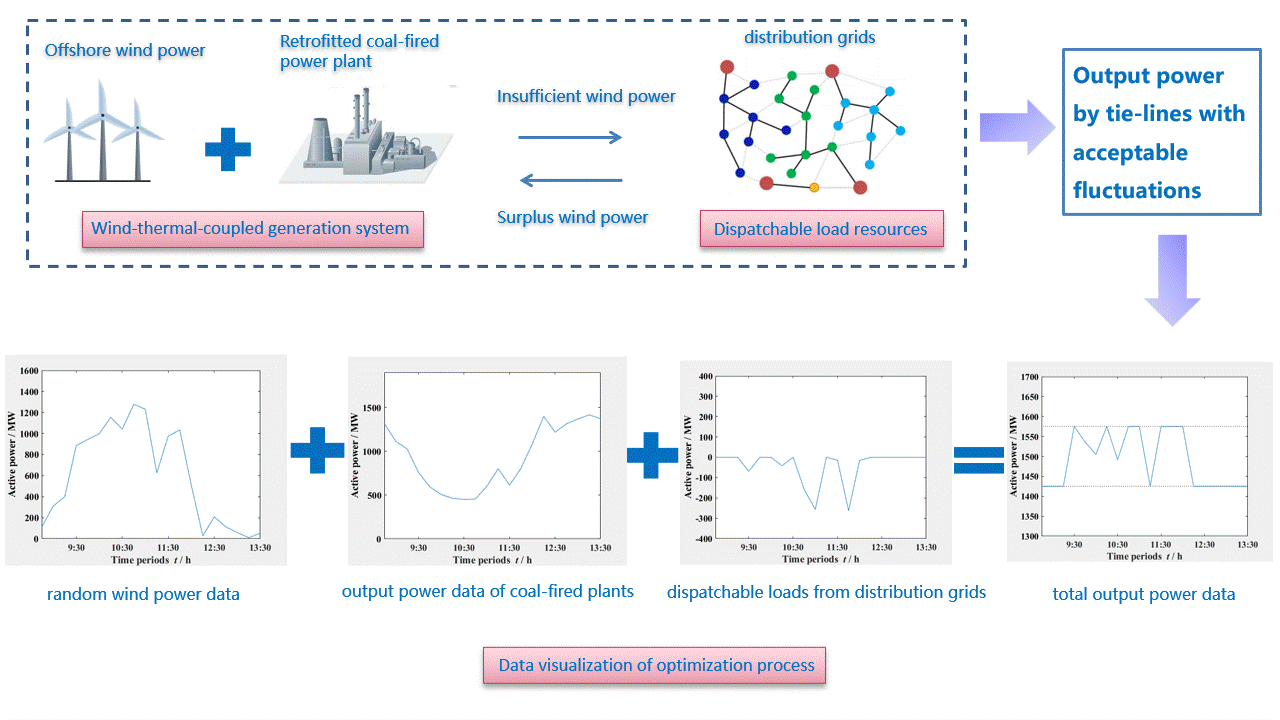 Offshore wind power
Retrofitted coal-fired
power plant
distribution grids
Insufficient wind power
Surplus wind power
Wind-thermal-coupled generation system
Dispatchable load resources
Output power
by tie-lines with
acceptable
fluctuations
1600
1400
1200
1000
800
600
400
200
0
Active power / MW
9:30 10:30 11:30 12:30 13:30
Time periods t / h
random wind power data
1500
1000
500
0
Active power / MW
9:30 10:30 11:30 12:30 13:30
Time periods t / h
output power data of coal-fired plants
400
300
200
100
0
-100
-200
-300
-400
Active power / MW
9:30 10:30 11:30 12:30 13:30
Time periods t / h
dispatchable loads from distribution grids
1700
1600
1500
1400
1300
Active power / MW
9:30 10:30 11:30 12:30 13:30
Time periods t / h
total output power data
Data visualization of optimization process